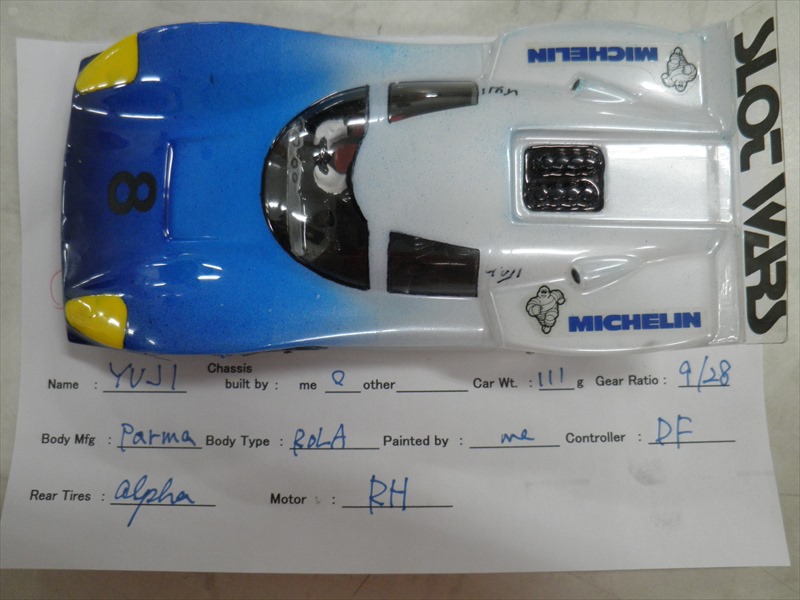 MICHELIN
8
SLOT WARS
MICHELIN
Name : YUJI Chassis built by : me O other Car Wt. : 111 g Gear Ratio : 9/28
Body Mfg : Parma Body Type : ROLA Painted by : me Controller : DF
Rear Tires : alpha Motor : RH